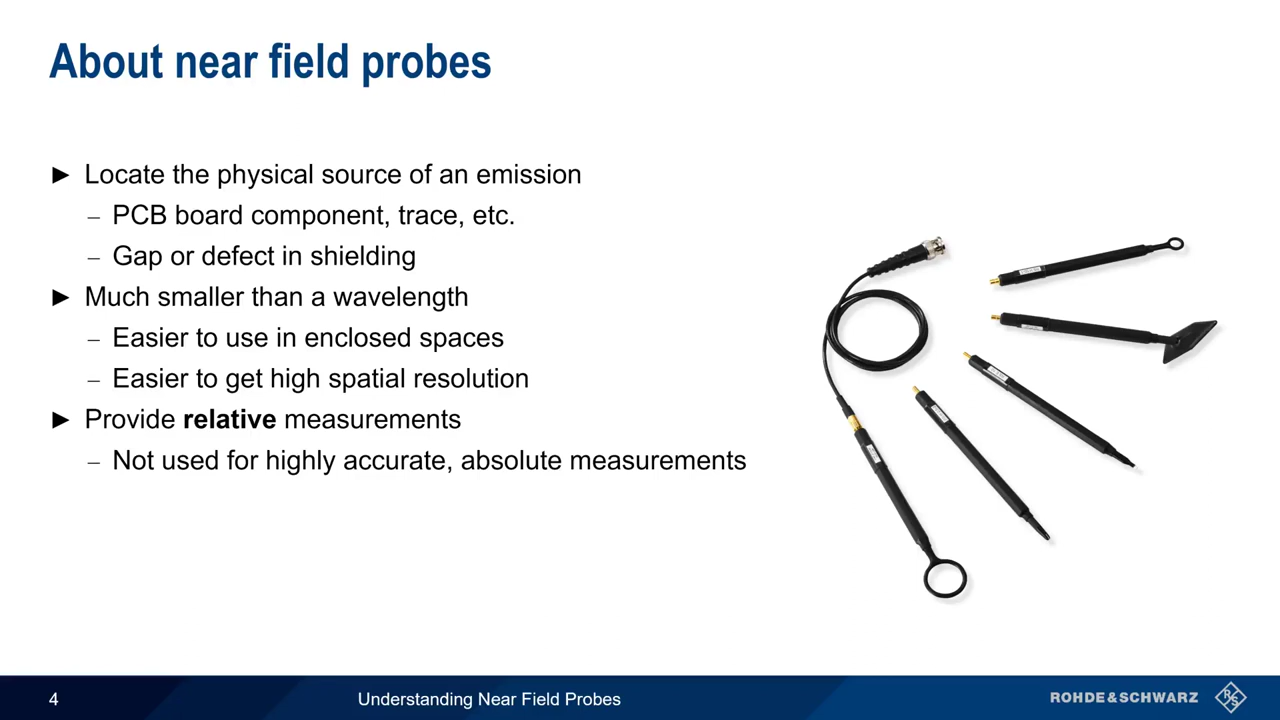 About near field probes
► Locate the physical source of an emission
– PCB board component, trace, etc.
– Gap or defect in shielding
► Much smaller than a wavelength
– Easier to use in enclosed spaces
– Easier to get high spatial resolution
► Provide relative measurements
– Not used for highly accurate, absolute measurements
4
Understanding Near Field Probes
ROHDE & SCHWARZ
R S